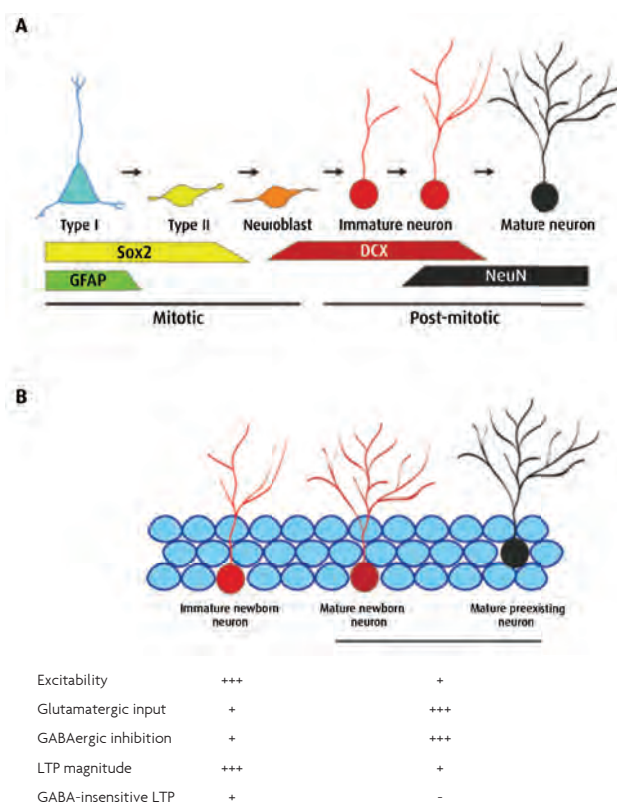 A
Type I Type II Neuroblast Immature neuron Mature neuron
Sox2 DCX
GFAP NeuN
Mitotic Post-mitotic
B
Immature newborn neuron Mature newborn neuron Mature preexisting neuron
Excitability +++ +
Glutamatergic input + +++
GABAergic inhibition + +++
LTP magnitude +++ +
GABA-insensitive LTP + -